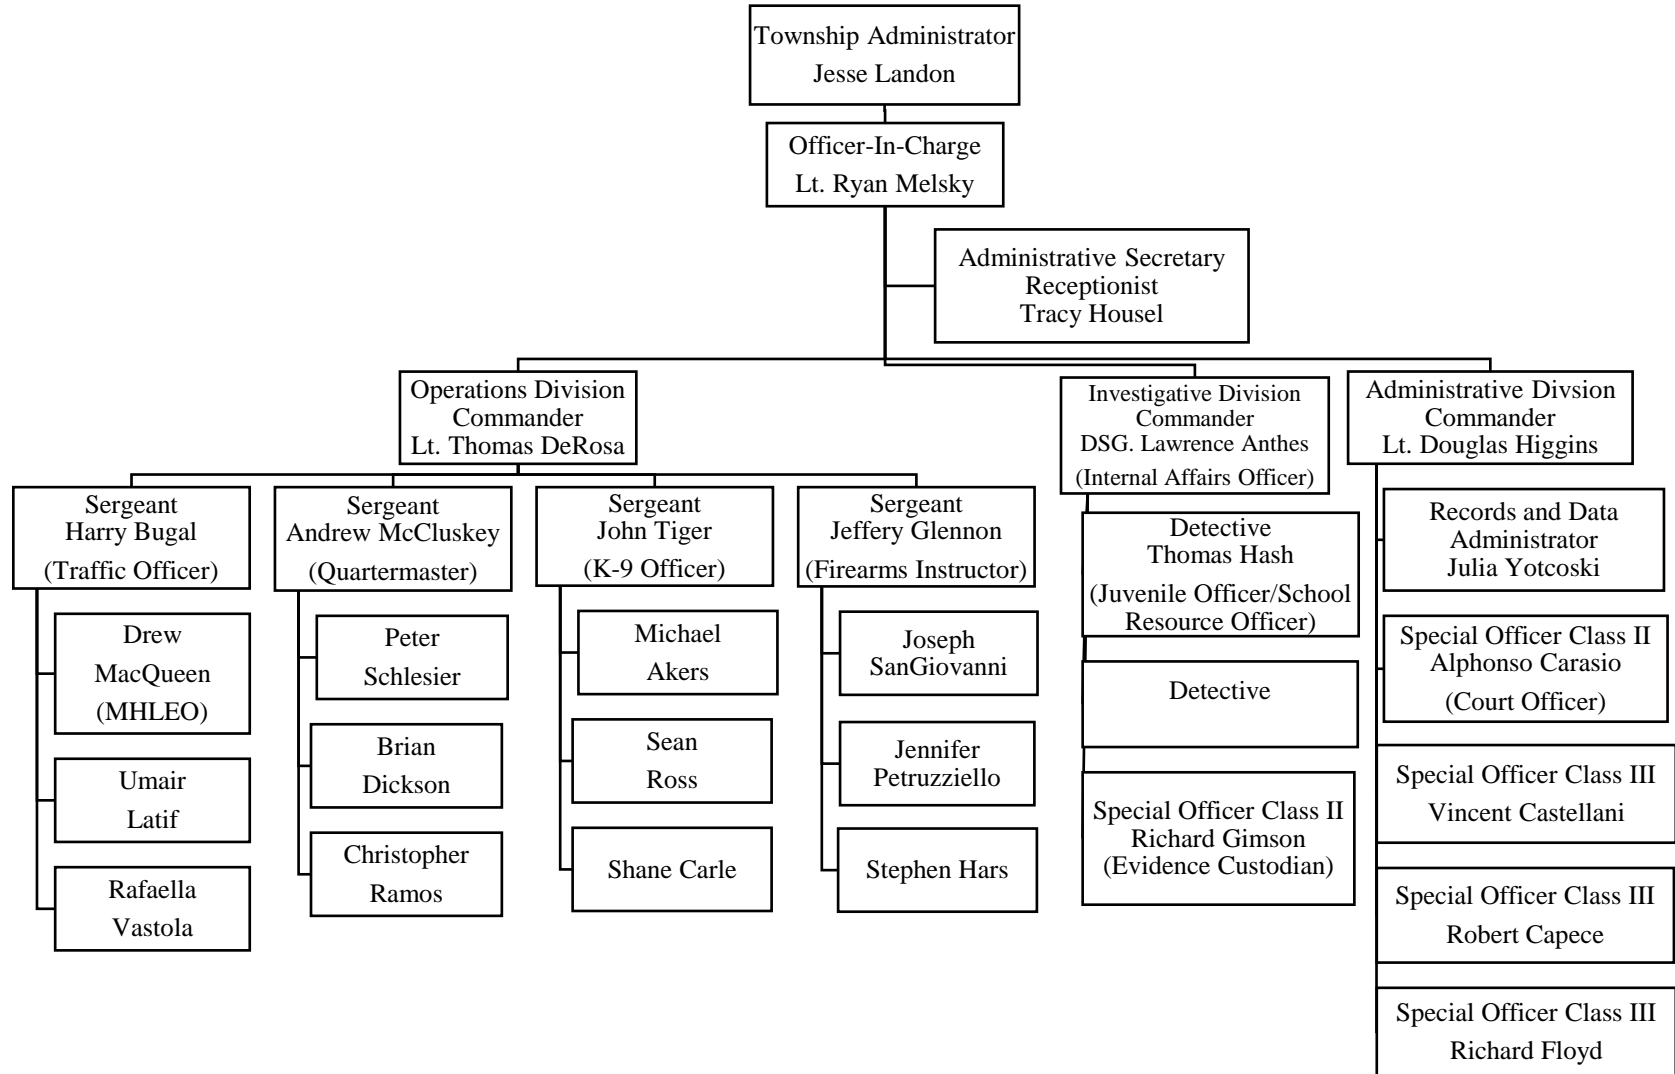 Township Administrator
Jesse Landon
Officer-In-Charge
Lt. Ryan Melsky
Administrative Secretary
Receptionist
Tracy Housel
Operations Division
Commander
Lt. Thomas DeRosa
Sergeant
Harry Bugal
(Traffic Officer)
Drew
MacQueen
(MHLEO)
Umair
Latif
Rafaella
Vastola
Sergeant
Andrew McCluskey
(Quartermaster)
Peter
Schlesier
Brian
Dickson
Christopher
Ramos
Sergeant
John Tiger
(K-9 Officer)
Michael
Akers
Sean
Ross
Shane Carle
Sergeant
Jeffery Glennon
(Firearms Instructor)
Joseph
SanGiovanni
Jennifer
Petruzziello
Stephen Hars
Investigative Division
Commander
DSG. Lawrence Anthes
(Internal Affairs Officer)
Detective
Thomas Hash
(Juvenile Officer/School
Resource Officer)
Detective
Special Officer Class II
Richard Gimson
(Evidence Custodian)
Administrative Divsion
Commander
Lt. Douglas Higgins
Records and Data
Administrator
Julia Yotcoski
Special Officer Class II
Alphonso Carasio
(Court Officer)
Special Officer Class III
Vincent Castellani
Special Officer Class III
Robert Capece
Special Officer Class III
Richard Floyd